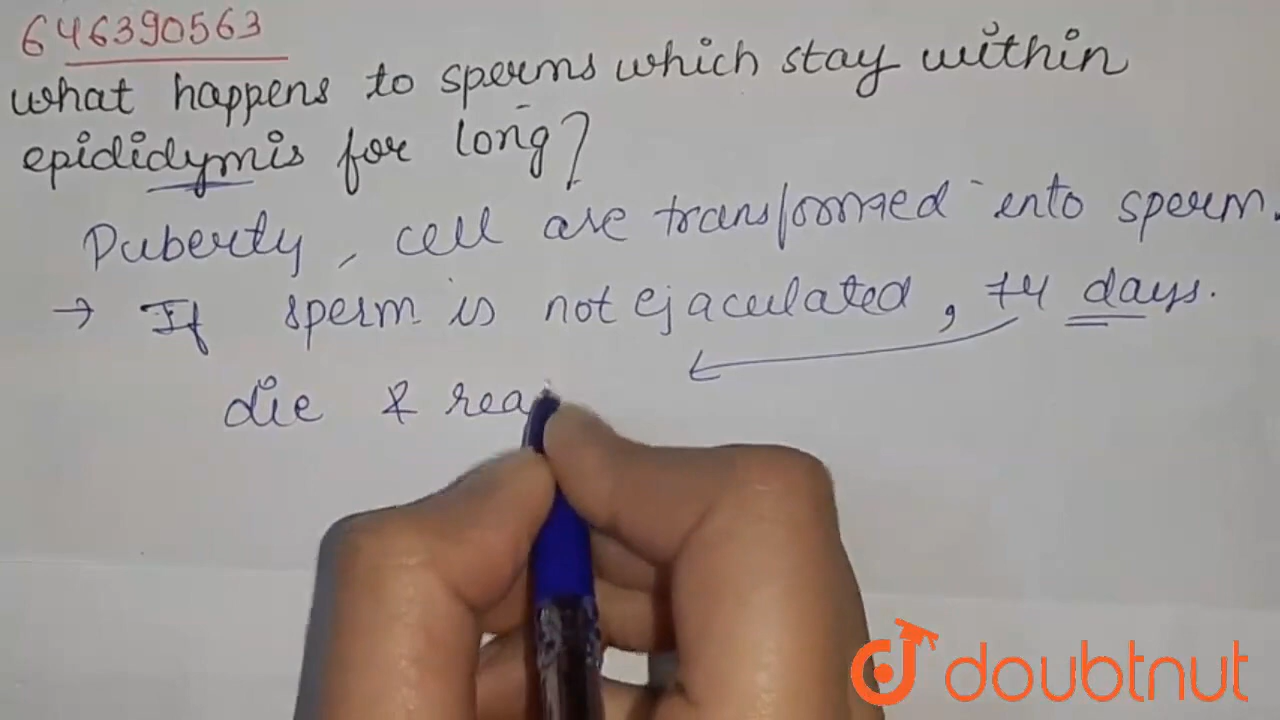 646390563
what happens to sperms which stay within
epididymis for long?
Puberty, cell are transformed into sperm.
→ If sperm is not ejaculated, 74 days.
die & rea
doubtnut